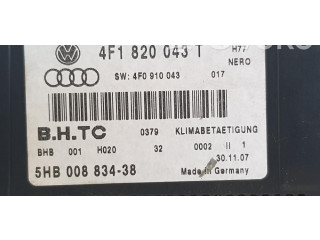 4F1 820 043 T H77
NERO
SW: 4F0 910 043 017
B.H.TC 0379 KLIMABETAETIGUNG
BHB 001 H020 32 0002 II 1
30.11.07
5HB 008 834-38 Made in Germany